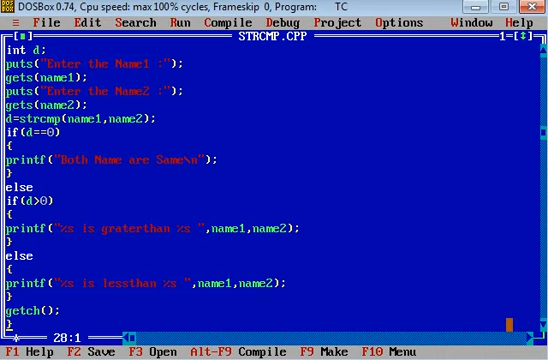 DOSBox 0.74, Cpu speed: max 100% cycles, Frameskip 0, Program: TC
File Edit Search Run Compile Debug Project Options Window Help
STRCMP.CPP 1
int d;
puts("Enter the Name1 :");
gets(name1);
puts("Enter the Name2 :");
gets(name2);
d=strcmp(name1,name2);
if(d==0)
{
printf("Both Name are Same\n");
}
else
if(d>0)
{
printf("%s is graterthan %s ",name1,name2);
}
else
{
printf("%s is lessthan %s ",name1,name2);
}
getch();
}
28:1
F1 Help F2 Save F3 Open Alt-F9 Compile F9 Make F10 Menu